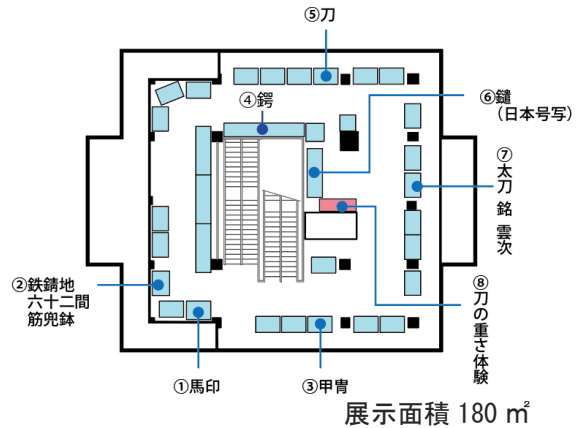 ⑤刀
④鍔
⑥鑓
（日本号写）
⑦太刀 銘 雲次
②鉄錆地
六十二間
筋兜鉢
⑧刀の重さ体験
①馬印
③甲冑
展示面積 180 ㎡